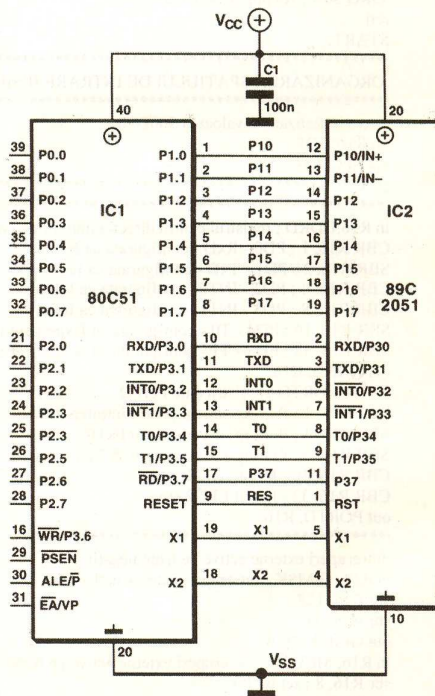 START
ORGANIZAR
V_CC
C1
100n
40
20
39 P0.0 P1.0 1 P10 12 P10/IN+
38 P0.1 P1.1 2 P11 13 P11/IN−
37 P0.2 P1.2 3 P12 14 P12
36 P0.3 P1.3 4 P13 15 P13
35 P0.4 P1.4 5 P14 16 P14
34 P0.5 P1.5 6 P15 17 P15
33 P0.6 P1.6 7 P16 18 P16
32 P0.7 P1.7 8 P17 19 P17
IC1
IC2
80C51
89C
2051
21 P2.0 RXD/P3.0 10 RXD 2 RXD/P30
22 P2.1 TXD/P3.1 11 TXD 3 TXD/P31
23 P2.2 INT0/P3.2 12 INT0 6 INT0/P32
24 P2.3 INT1/P3.3 13 INT1 7 INT1/P33
25 P2.3 T0/P3.4 14 T0 8 T0/P34
26 P2.5 T1/P3.5 15 T1 9 T1/P35
27 P2.6 RD/P3.7 17 P37 11 P37
28 P2.7 RESET 9 RES 1 RST
16 WR/P3.6 X1 19 X1 5 X1
29 PSEN
30 ALE/P X2 18 X2 4 X2
31 EA/VP
20
10
V_SS